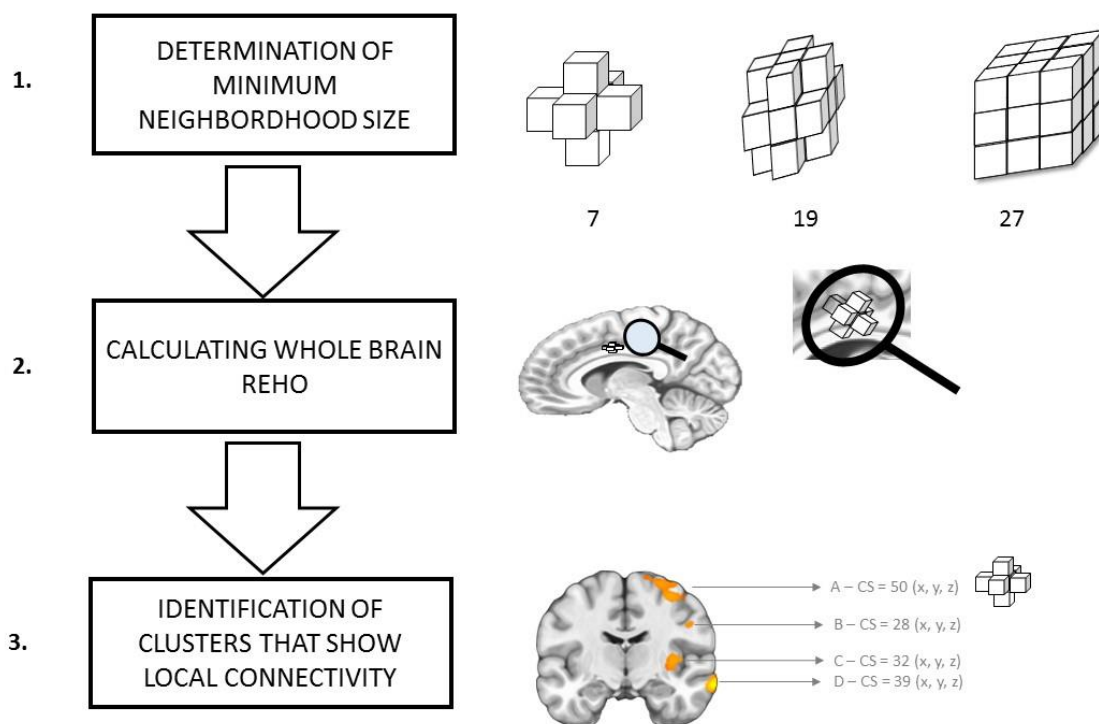 1.
DETERMINATION OF
MINIMUM
NEIGHBORDHOOD SIZE
7
19
27
2.
CALCULATING WHOLE BRAIN
REHO
3.
IDENTIFICATION OF
CLUSTERS THAT SHOW
LOCAL CONNECTIVITY
A – CS = 50 (x, y, z)
B – CS = 28 (x, y, z)
C – CS = 32 (x, y, z)
D – CS = 39 (x, y, z)